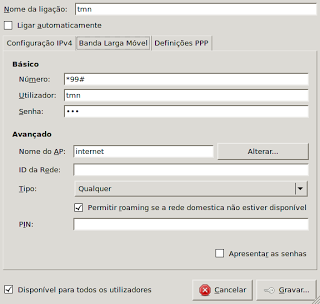 Nome da ligação: tmn
Ligar automaticamente
Configuração IPv4 Banda Larga Móvel Definições PPP
Básico
Número: *99#
Utilizador: tmn
Senha: •••
Avançado
Nome do AP: internet Alterar...
ID da Rede:
Tipo: Qualquer
Permitir roaming se a rede domestica não estiver disponível
PIN:
Apresentar as senhas
Disponível para todos os utilizadores Cancelar Gravar...